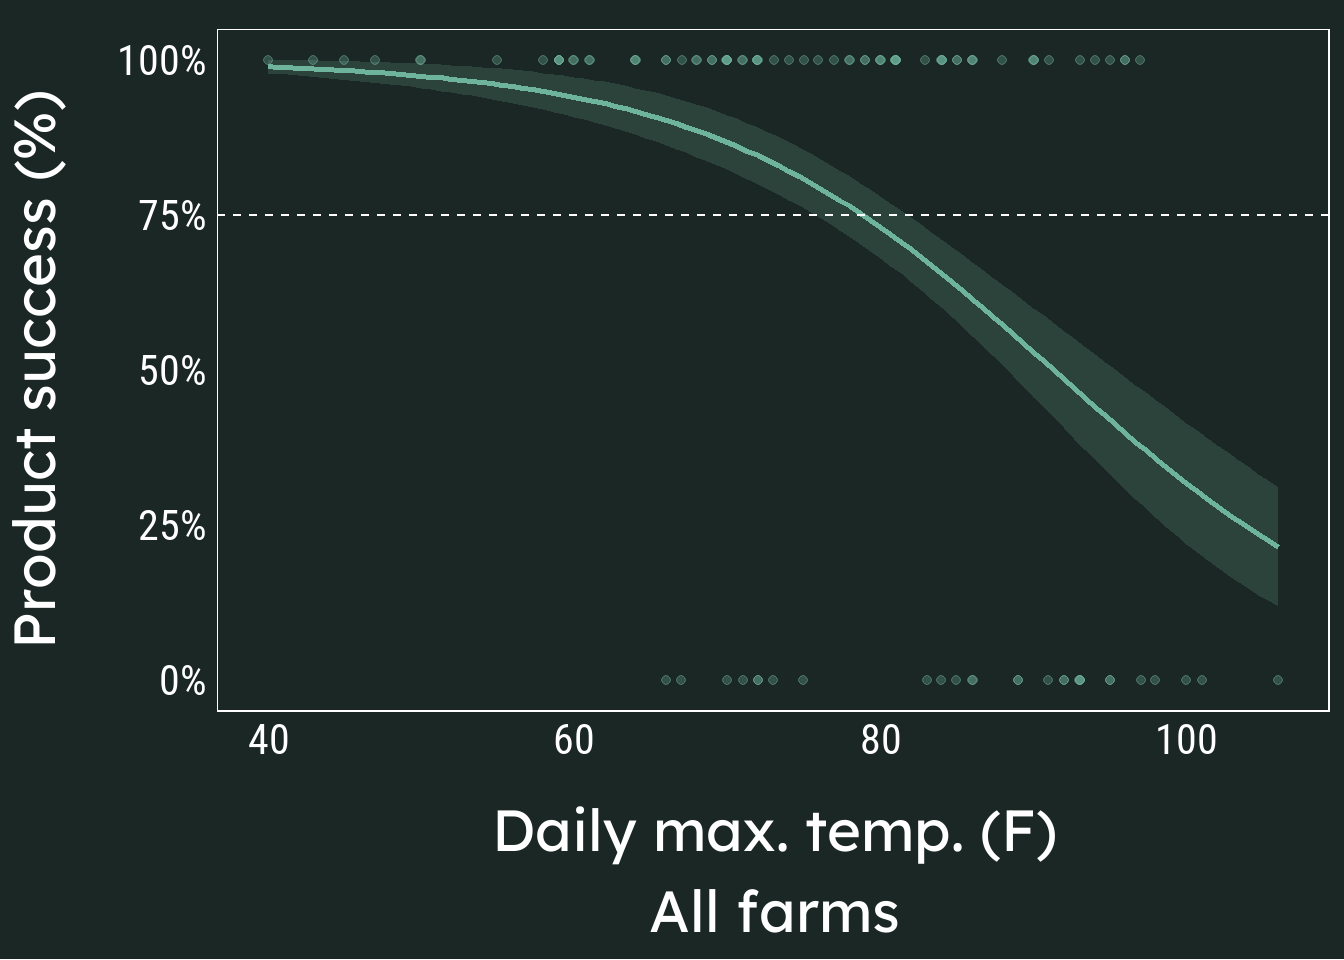 Product success (%)
100%
75%
50%
25%
0%
40 60 80 100
Daily max. temp. (F)
All farms